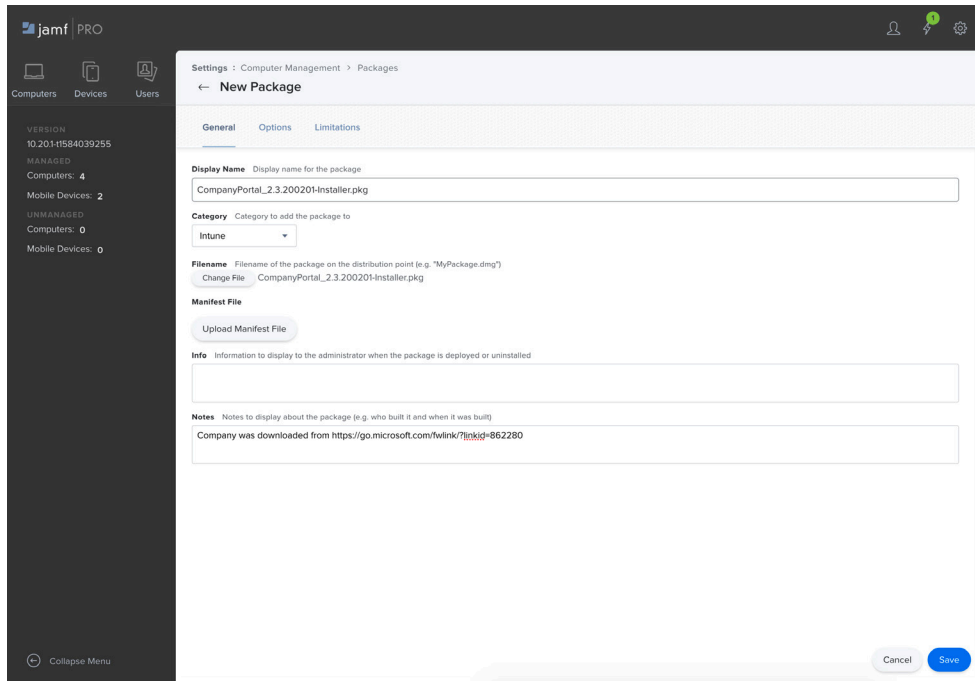 jamf PRO
1
Computers Devices Users
VERSION
10.20.1-t1584039255
MANAGED
Computers: 4
Mobile Devices: 2
UNMANAGED
Computers: 0
Mobile Devices: 0
Collapse Menu
Settings : Computer Management > Packages
← New Package
General Options Limitations
Display Name Display name for the package
CompanyPortal_2.3.200201-Installer.pkg
Category Category to add the package to
Intune
Filename Filename of the package on the distribution point (e.g. "MyPackage.dmg")
Change File CompanyPortal_2.3.200201-Installer.pkg
Manifest File
Upload Manifest File
Info Information to display to the administrator when the package is deployed or uninstalled
Notes Notes to display about the package (e.g. who built it and when it was built)
Company was downloaded from https://go.microsoft.com/fwlink/?linkid=862280
Cancel Save